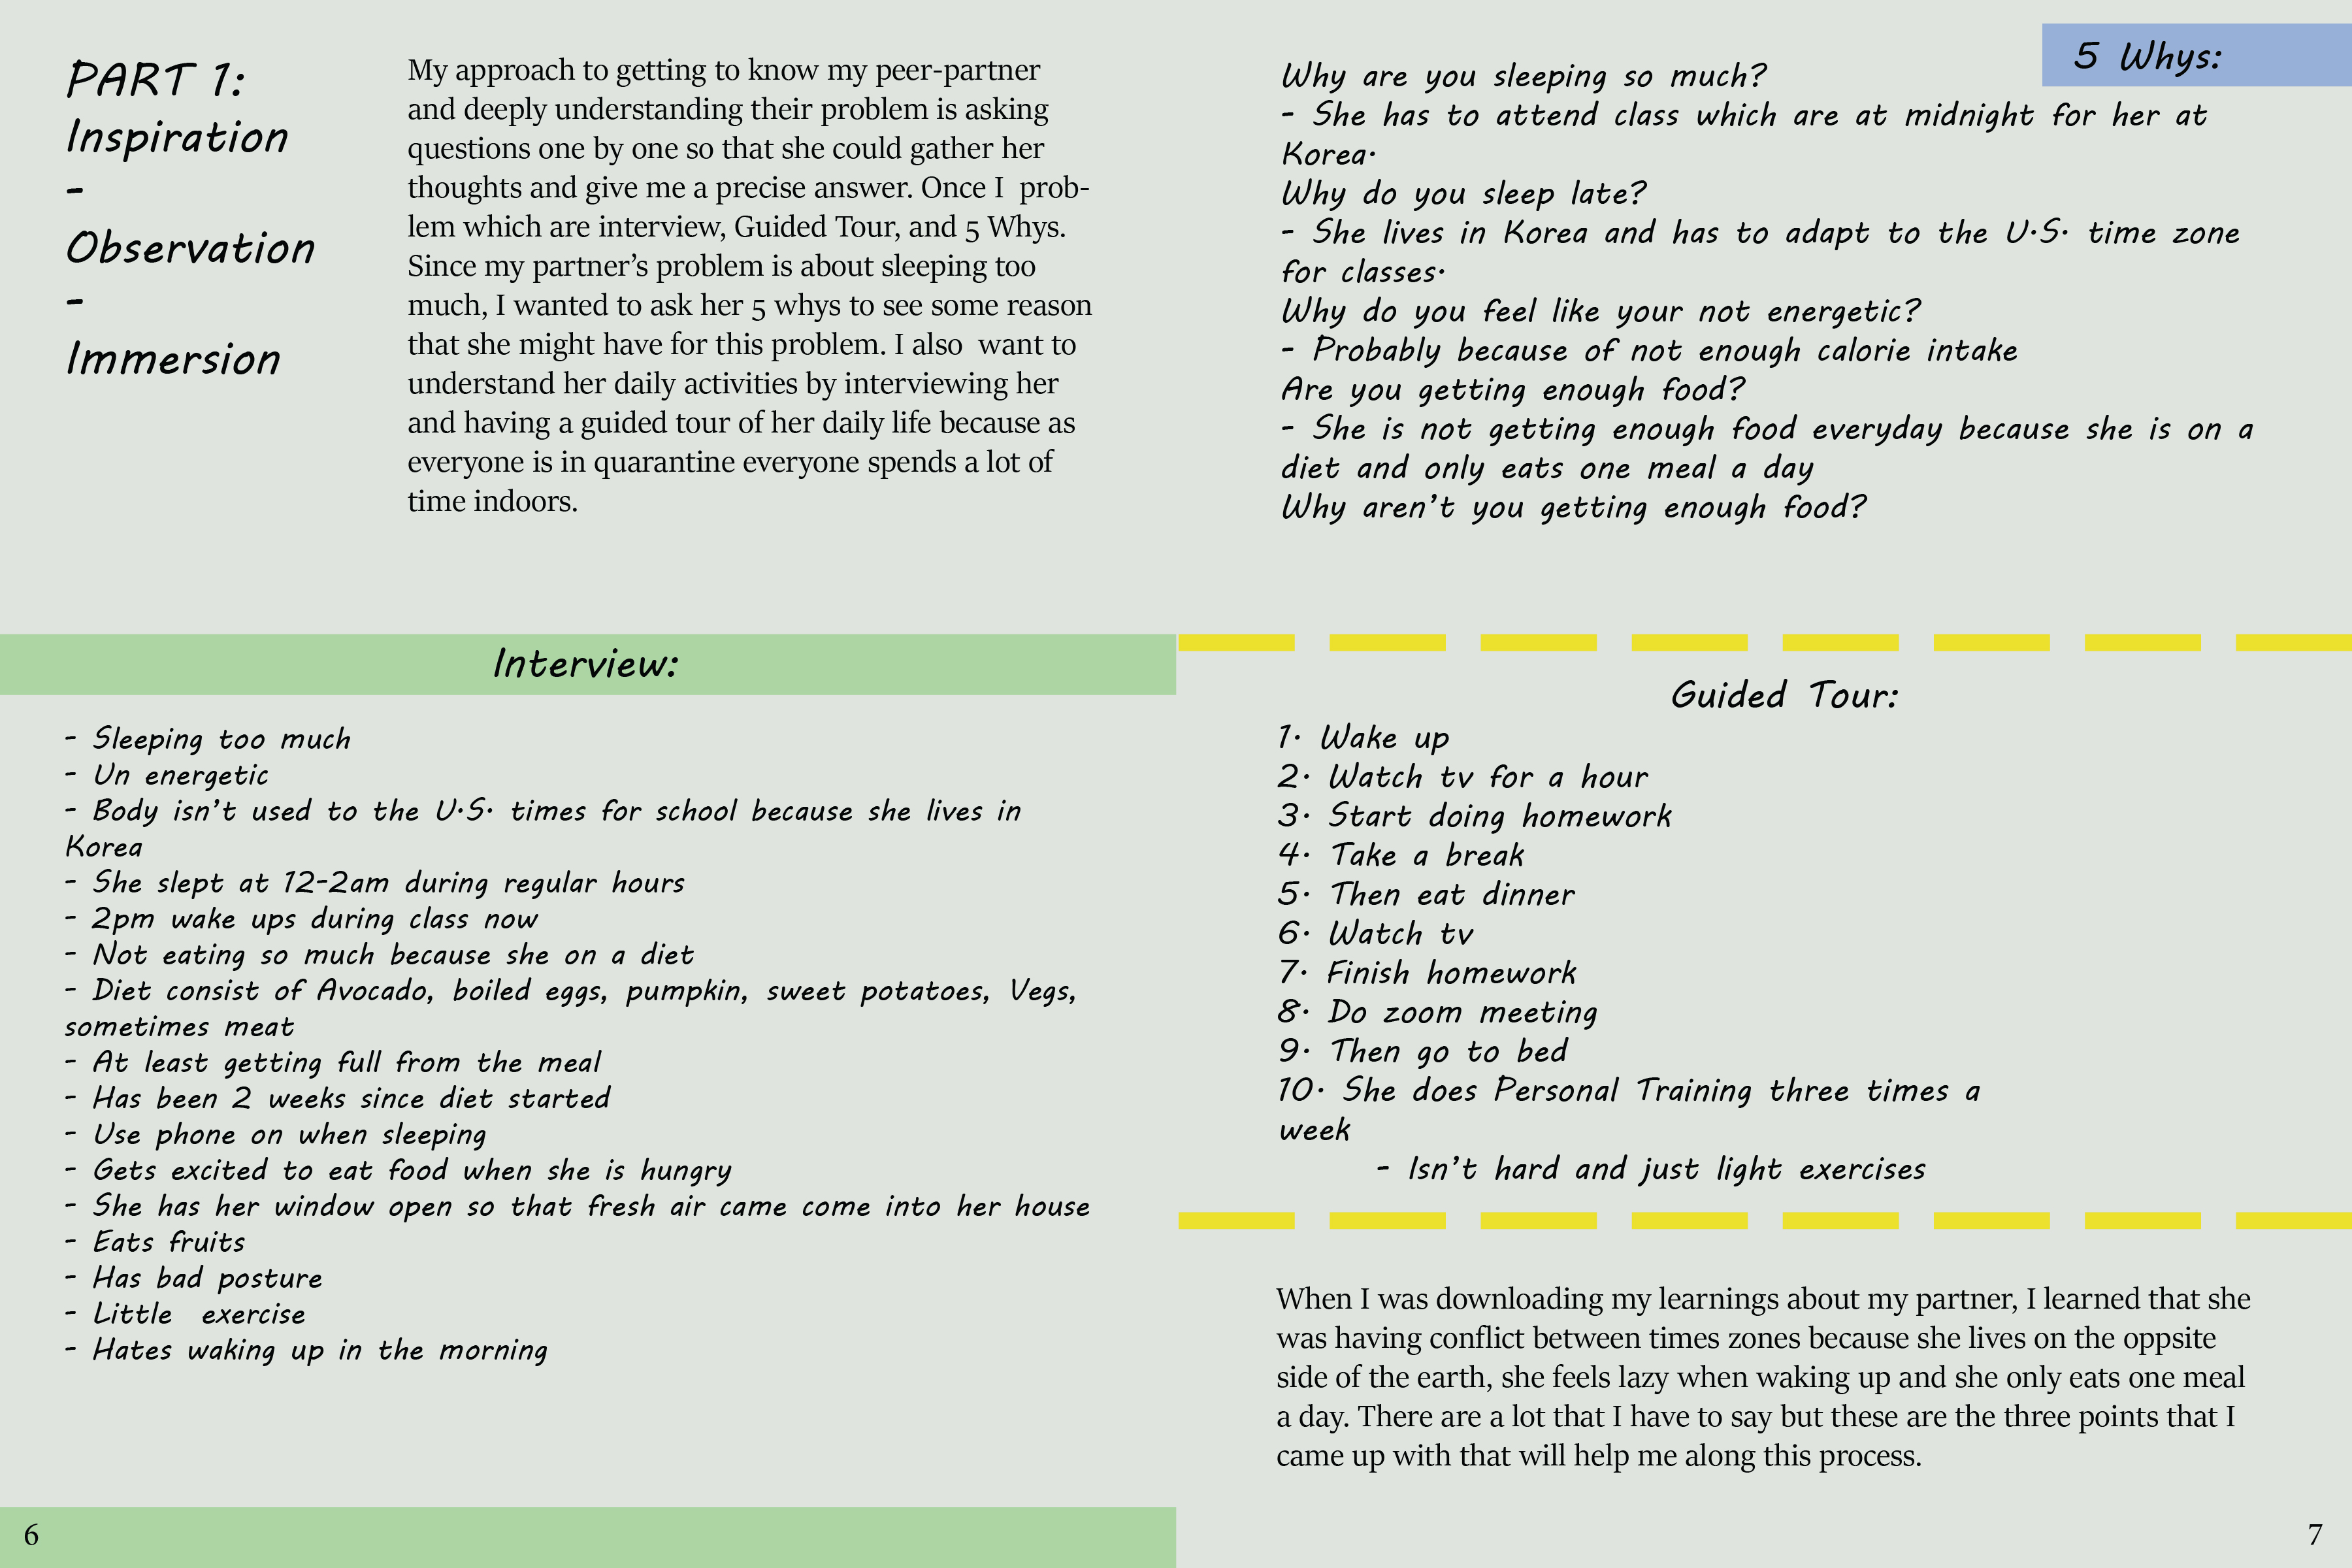 PART 1:
Inspiration
-
Observation
-
Immersion
My approach to getting to know my peer-partner
and deeply understanding their problem is asking
questions one by one so that she could gather her
thoughts and give me a precise answer. Once I  prob-
lem which are interview, Guided Tour, and 5 Whys.
Since my partner’s problem is about sleeping too
much, I wanted to ask her 5 whys to see some reason
that she might have for this problem. I also  want to
understand her daily activities by interviewing her
and having a guided tour of her daily life because as
everyone is in quarantine everyone spends a lot of
time indoors.
Interview:
- Sleeping too much
- Un energetic
- Body isn’t used to the U.S. times for school because she lives in
Korea
- She slept at 12-2am during regular hours
- 2pm wake ups during class now
- Not eating so much because she on a diet
- Diet consist of Avocado, boiled eggs, pumpkin, sweet potatoes, Vegs,
sometimes meat
- At least getting full from the meal
- Has been 2 weeks since diet started
- Use phone on when sleeping
- Gets excited to eat food when she is hungry
- She has her window open so that fresh air came come into her house
- Eats fruits
- Has bad posture
- Little  exercise
- Hates waking up in the morning
6
5 Whys:
Why are you sleeping so much?
- She has to attend class which are at midnight for her at
Korea.
Why do you sleep late?
- She lives in Korea and has to adapt to the U.S. time zone
for classes.
Why do you feel like your not energetic?
- Probably because of not enough calorie intake
Are you getting enough food?
- She is not getting enough food everyday because she is on a
diet and only eats one meal a day
Why aren’t you getting enough food?
Guided Tour:
1. Wake up
2. Watch tv for a hour
3. Start doing homework
4. Take a break
5. Then eat dinner
6. Watch tv
7. Finish homework
8. Do zoom meeting
9. Then go to bed
10. She does Personal Training three times a
week
- Isn’t hard and just light exercises
When I was downloading my learnings about my partner, I learned that she
was having conflict between times zones because she lives on the oppsite
side of the earth, she feels lazy when waking up and she only eats one meal
a day. There are a lot that I have to say but these are the three points that I
came up with that will help me along this process.
7